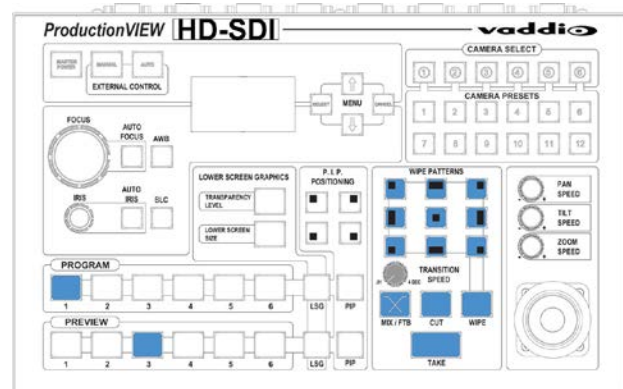 ProductionVIEW HD-SDI
vaddio
CAMERA SELECT
1 2 3 4 5 6
MASTER POWER
MANUAL
AUTO
EXTERNAL CONTROL
SELECT
MENU
CANCEL
CAMERA PRESETS
1 2 3 4 5 6
7 8 9 10 11 12
FOCUS
AUTO FOCUS
AWB
IRIS
AUTO IRIS
BLC
LOWER SCREEN GRAPHICS
TRANSPARENCY LEVEL
LOWER SCREEN SIZE
P. I. P. POSITIONING
WIPE PATTERNS
PAN SPEED
TILT SPEED
ZOOM SPEED
PROGRAM
1 2 3 4 5 6 LSG PIP
TRANSITION SPEED
MIX / FTB
CUT
WIPE
PREVIEW
1 2 3 4 5 6 LSG PIP
TAKE